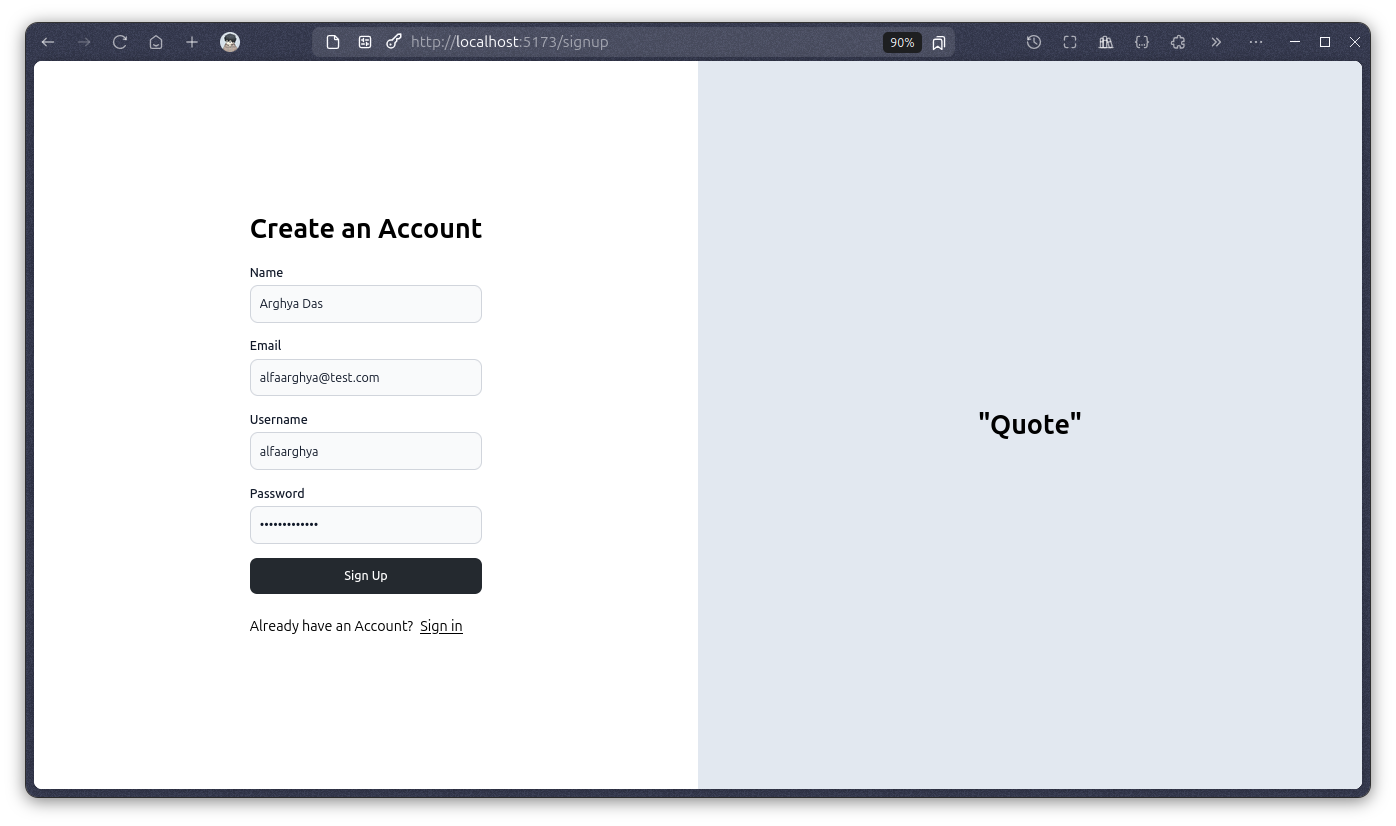 http://localhost:5173/signup
90%
Create an Account
Name
Arghya Das
Email
alfaarghya@test.com
Username
alfaarghya
Password
•••••••••••••
Sign Up
Already have an Account? Sign in
"Quote"